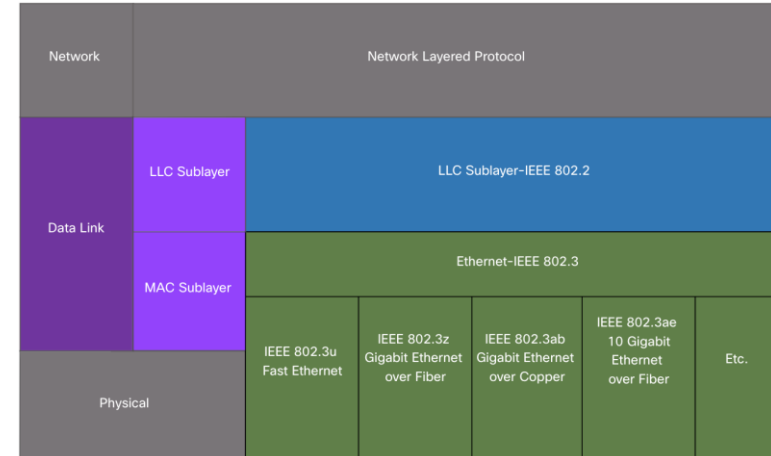 Network
Network Layered Protocol
Data Link
LLC Sublayer
LLC Sublayer-IEEE 802.2
MAC Sublayer
Ethernet-IEEE 802.3
Physical
IEEE 802.3u
Fast Ethernet
IEEE 802.3z
Gigabit Ethernet
over Fiber
IEEE 802.3ab
Gigabit Ethernet
over Copper
IEEE 802.3ae
10 Gigabit
Ethernet
over Fiber
Etc.